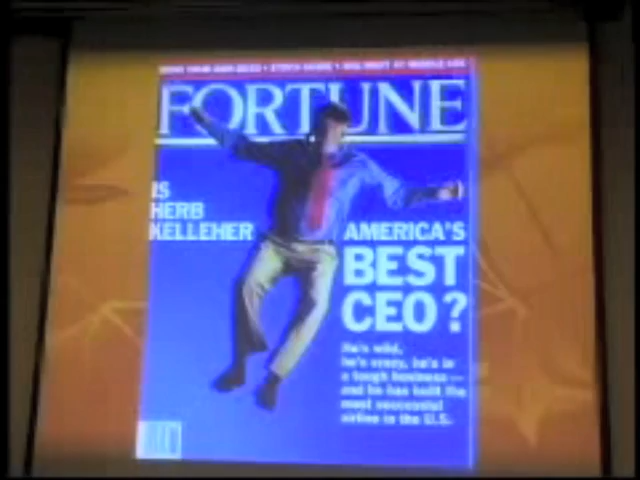 FORTUNE
IS
HERB
KELLEHER
AMERICA'S
BEST
CEO?
He's wild,
he's crazy, he's in
a tough business—
and he has built the
most successful
airline in the U.S.